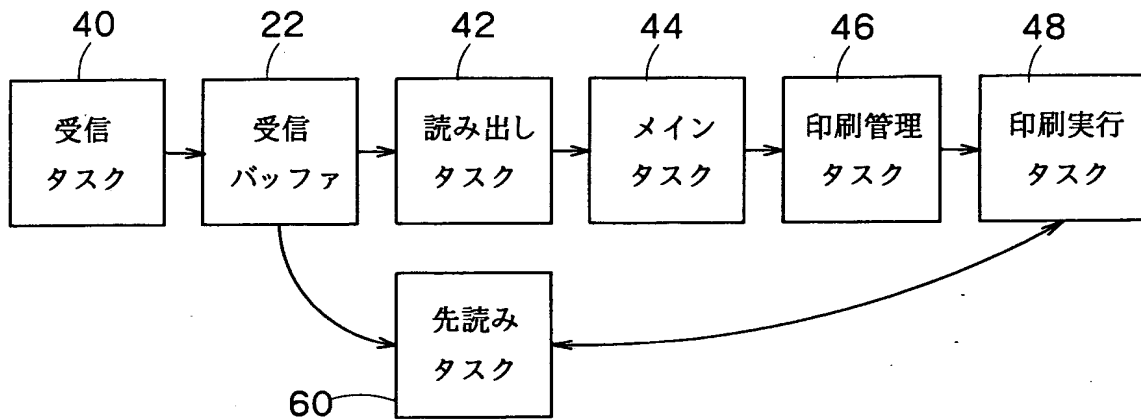 40
22
42
44
46
48
受信
タスク
受信
バッファ
読み出し
タスク
メイン
タスク
印刷管理
タスク
印刷実行
タスク
先読み
タスク
60